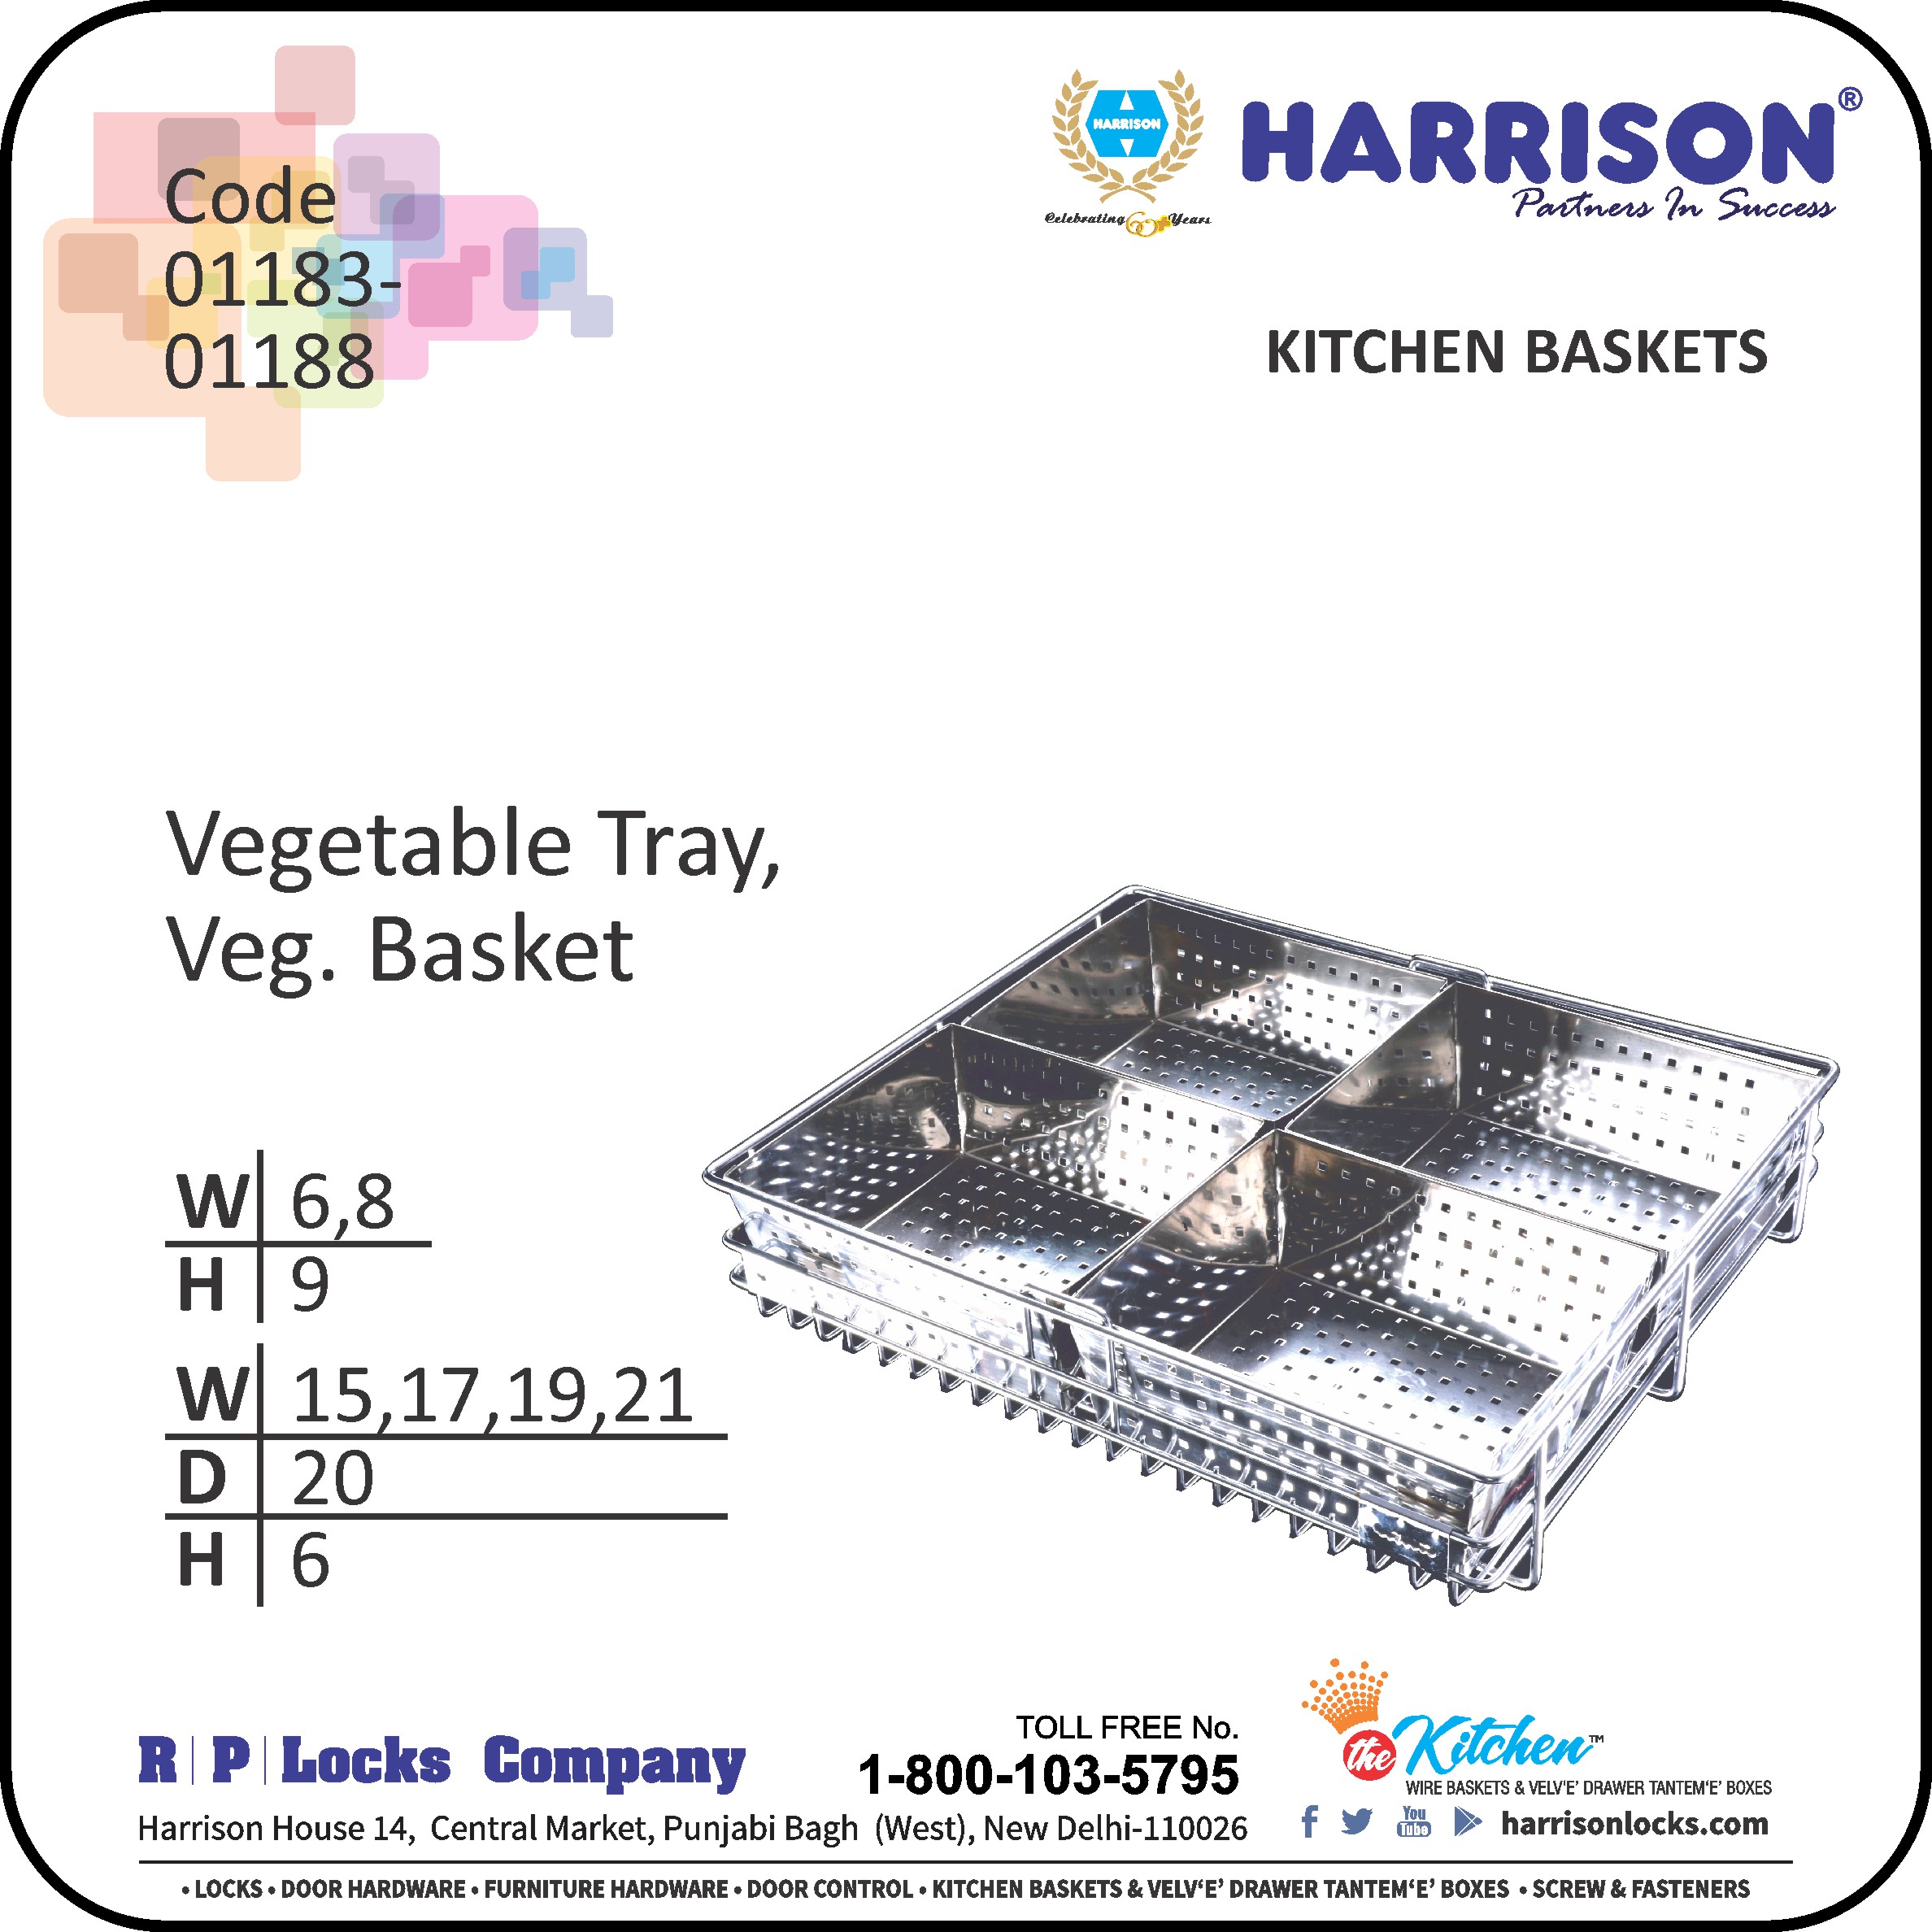 Code
01183-
01188
HARRISON
Celebrating 60+ Years
HARRISON®
Partners In Success
KITCHEN BASKETS
Vegetable Tray,
Veg. Basket
W 6,8
H 9
W 15,17,19,21
D 20
H 6
R P Locks Company
TOLL FREE No.
1-800-103-5795
the Kitchen™
WIRE BASKETS & VELV'E' DRAWER TANTEM'E' BOXES
Harrison House 14, Central Market, Punjabi Bagh (West), New Delhi-110026
You Tube
harrisonlocks.com
• LOCKS • DOOR HARDWARE • FURNITURE HARDWARE • DOOR CONTROL • KITCHEN BASKETS & VELV‘E’ DRAWER TANTEM‘E’ BOXES • SCREW & FASTENERS